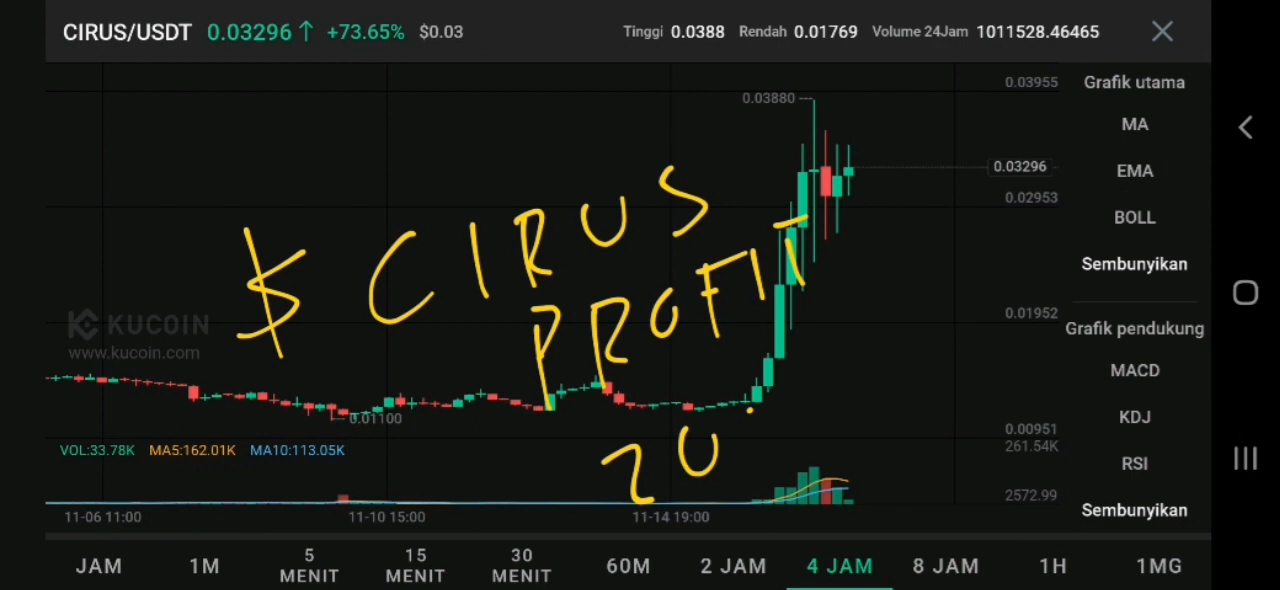 CIRUS/USDT 0.03296↑ +73.65% $0.03 Tinggi 0.0388 Rendah 0.01769 Volume 24Jam 1011528.46465
0.03955 Grafik utama
0.03880
MA
0.03296
EMA
0.02953
BOLL
$ CIRUS
Sembunyikan
PROFIT
0.01952
KUCOIN
www.kucoin.com
Grafik pendukung
MACD
0.01100
KDJ
0.00951
20
VOL:33.78K MA5:162.01K MA10:113.05K 261.54K
RSI
2572.99
Sembunyikan
11-06 11:00 11-10 15:00 11-14 19:00
JAM 1M 5 MENIT 15 MENIT 30 MENIT 60M 2 JAM 4 JAM 8 JAM 1H 1MG